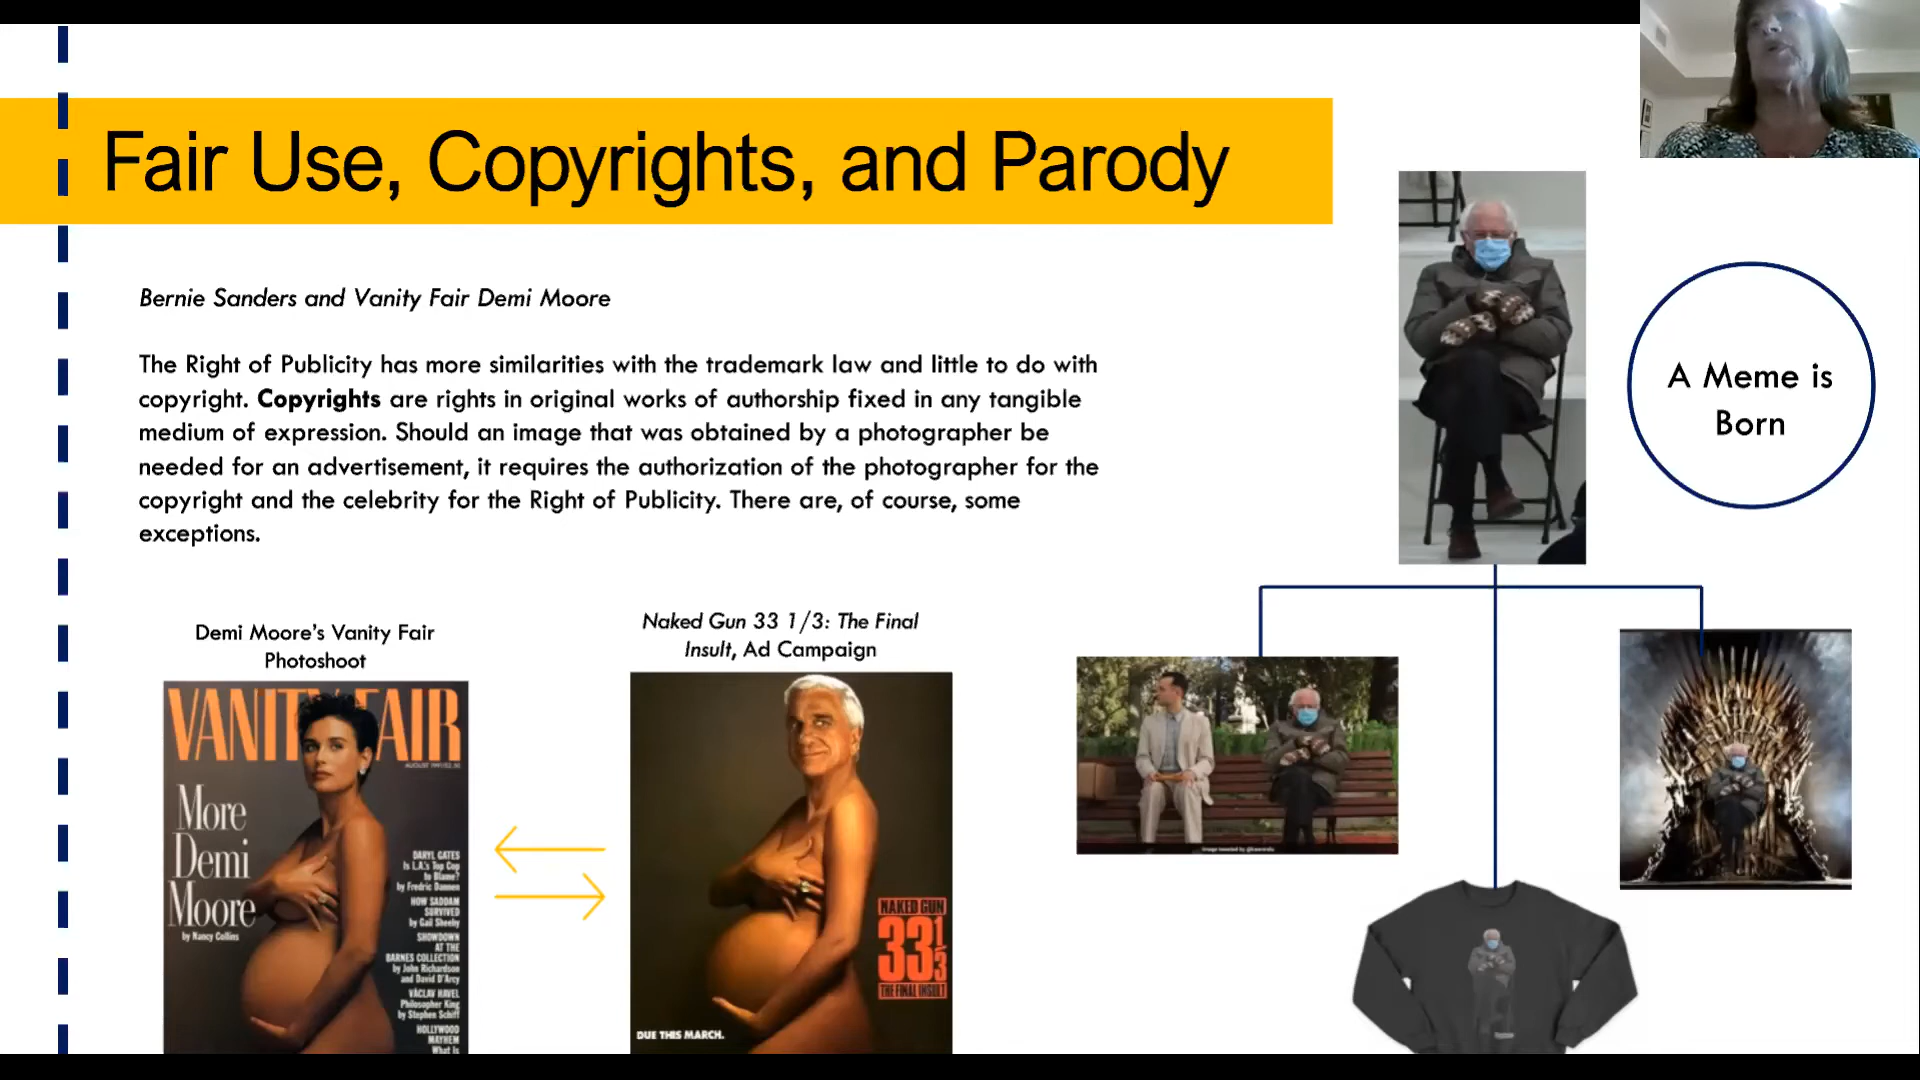 Fair Use, Copyrights, and Parody
Bernie Sanders and Vanity Fair Demi Moore
The Right of Publicity has more similarities with the trademark law and little to do with
copyright. Copyrights are rights in original works of authorship fixed in any tangible
medium of expression. Should an image that was obtained by a photographer be
needed for an advertisement, it requires the authorization of the photographer for the
copyright and the celebrity for the Right of Publicity. There are, of course, some
exceptions.
A Meme is
Born
Demi Moore's Vanity Fair
Photoshoot
VANITY FAIR
AUGUST 1991/$2.50
More
Demi
Moore
by Nancy Collins
DARYL GATES
Is L.A.'s Top Cop
to Blame?
by Fredric Dannen
HOW SADDAM
SURVIVED
by Gail Sheehy
SHOWDOWN
AT THE
BARNES COLLECTION
by John Richardson
and David D'Arcy
VÁCLAV HAVEL
Philosopher King
by Stephen Schiff
HOLLYWOOD
MAYHEM
What Is
Naked Gun 33 1/3: The Final
Insult, Ad Campaign
NAKED GUN
33 1/3
THE FINAL INSULT
DUE THIS MARCH.